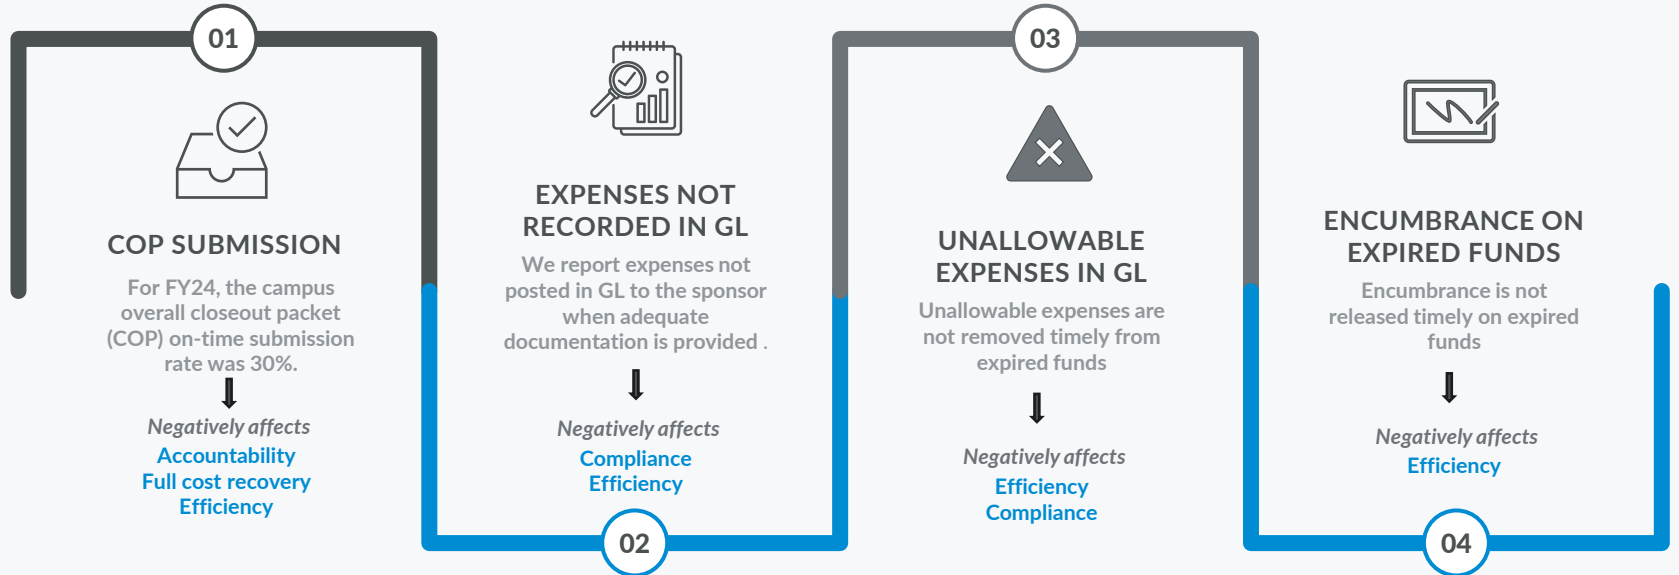 01
COP SUBMISSION
For FY24, the campus
overall closeout packet
(COP) on-time submission
rate was 30%.
Negatively affects
Accountability
Full cost recovery
Efficiency
EXPENSES NOT
RECORDED IN GL
We report expenses not
posted in GL to the sponsor
when adequate
documentation is provided .
Negatively affects
Compliance
Efficiency
02
03
UNALLOWABLE
EXPENSES IN GL
Unallowable expenses are
not removed timely from
expired funds
Negatively affects
Efficiency
Compliance
ENCUMBRANCE ON
EXPIRED FUNDS
Encumbrance is not
released timely on expired
funds
Negatively affects
Efficiency
04